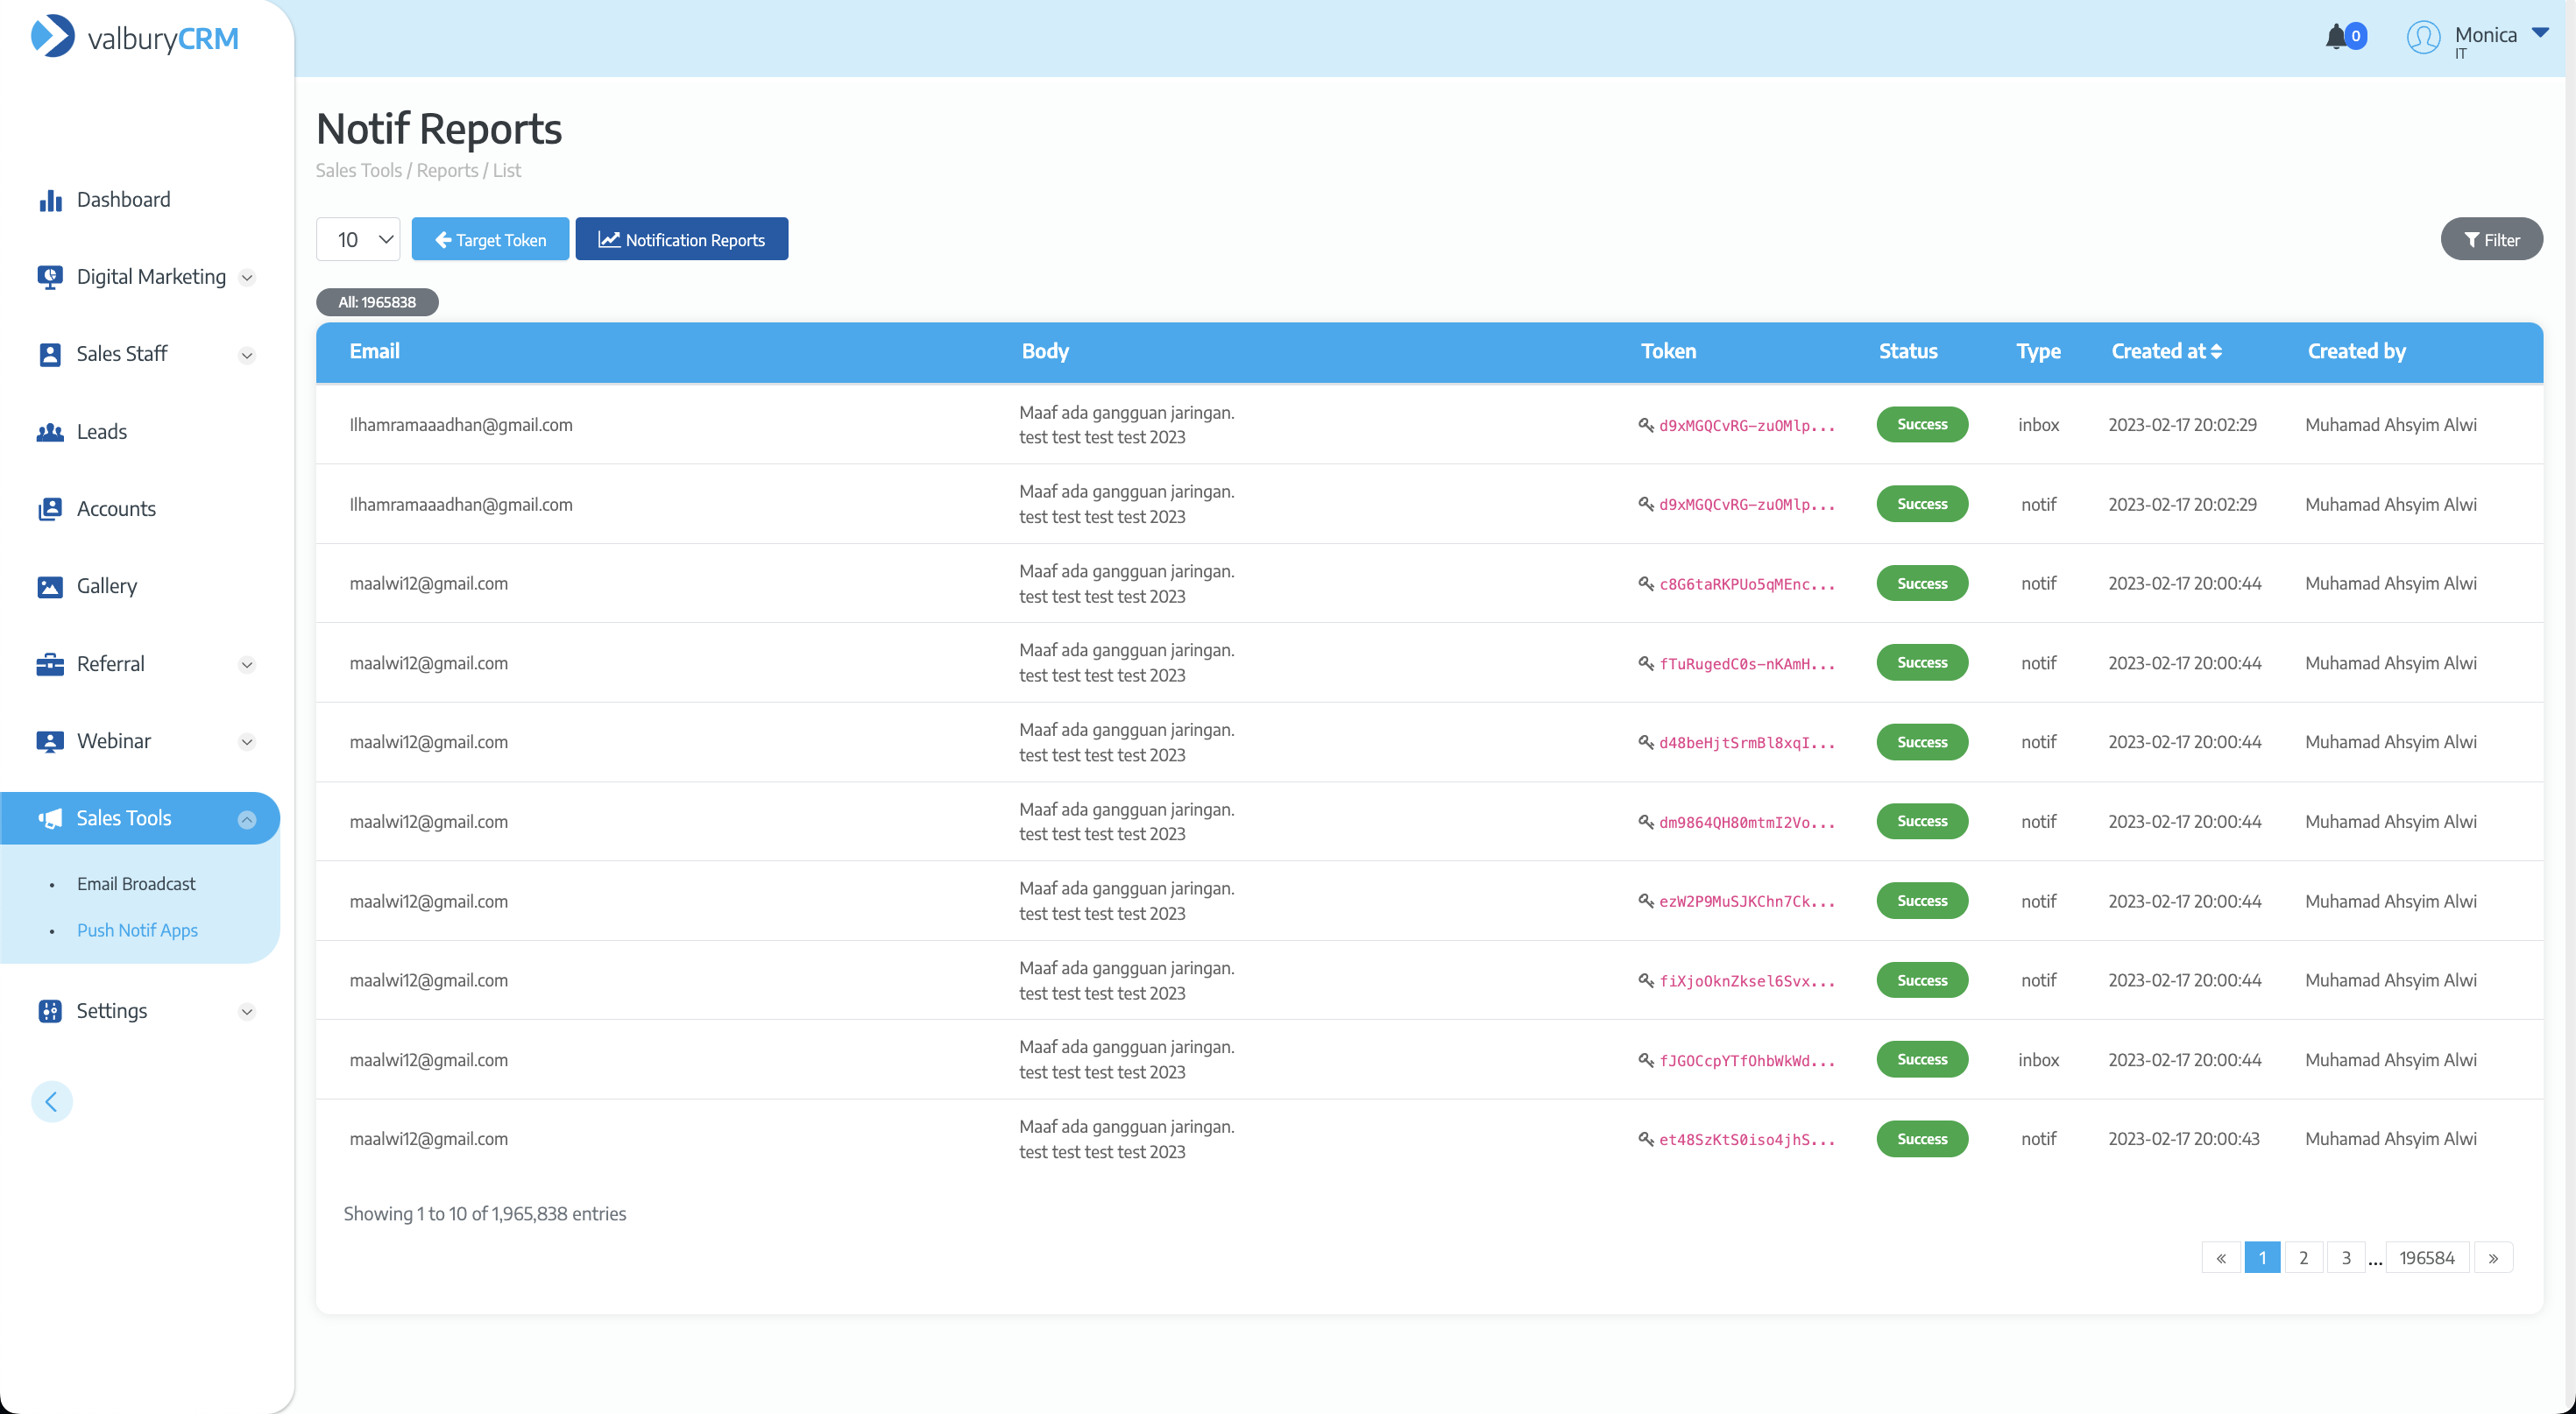 valburyCRM
0
Monica
IT
Dashboard
Digital Marketing
Sales Staff
Leads
Accounts
Gallery
Referral
Webinar
Sales Tools
Email Broadcast
Push Notif Apps
Settings
Notif Reports
Sales Tools / Reports / List
10
Target Token
Notification Reports
Filter
All: 1965838
Email Body Token Status Type Created at Created by
Ilhamramaaadhan@gmail.com Maaf ada gangguan jaringan.
test test test test 2023 d9xMGQCvRG-zuOMlp... Success inbox 2023-02-17 20:02:29 Muhamad Ahsyim Alwi
Ilhamramaaadhan@gmail.com Maaf ada gangguan jaringan.
test test test test 2023 d9xMGQCvRG-zuOMlp... Success notif 2023-02-17 20:02:29 Muhamad Ahsyim Alwi
maalwi12@gmail.com Maaf ada gangguan jaringan.
test test test test 2023 c8G6taRKPUo5qMEnc... Success notif 2023-02-17 20:00:44 Muhamad Ahsyim Alwi
maalwi12@gmail.com Maaf ada gangguan jaringan.
test test test test 2023 fTuRugedC0s-nKAmH... Success notif 2023-02-17 20:00:44 Muhamad Ahsyim Alwi
maalwi12@gmail.com Maaf ada gangguan jaringan.
test test test test 2023 d48beHjtSrmBl8xqI... Success notif 2023-02-17 20:00:44 Muhamad Ahsyim Alwi
maalwi12@gmail.com Maaf ada gangguan jaringan.
test test test test 2023 dm9864QH80mtmI2Vo... Success notif 2023-02-17 20:00:44 Muhamad Ahsyim Alwi
maalwi12@gmail.com Maaf ada gangguan jaringan.
test test test test 2023 ezW2P9MuSJKChn7Ck... Success notif 2023-02-17 20:00:44 Muhamad Ahsyim Alwi
maalwi12@gmail.com Maaf ada gangguan jaringan.
test test test test 2023 fiXjoOknZksel6Svx... Success notif 2023-02-17 20:00:44 Muhamad Ahsyim Alwi
maalwi12@gmail.com Maaf ada gangguan jaringan.
test test test test 2023 fJGOCcpYTfOhbWkWd... Success inbox 2023-02-17 20:00:44 Muhamad Ahsyim Alwi
maalwi12@gmail.com Maaf ada gangguan jaringan.
test test test test 2023 et48SzKtS0iso4jhS... Success notif 2023-02-17 20:00:43 Muhamad Ahsyim Alwi
Showing 1 to 10 of 1,965,838 entries
« 1 2 3 ... 196584 »